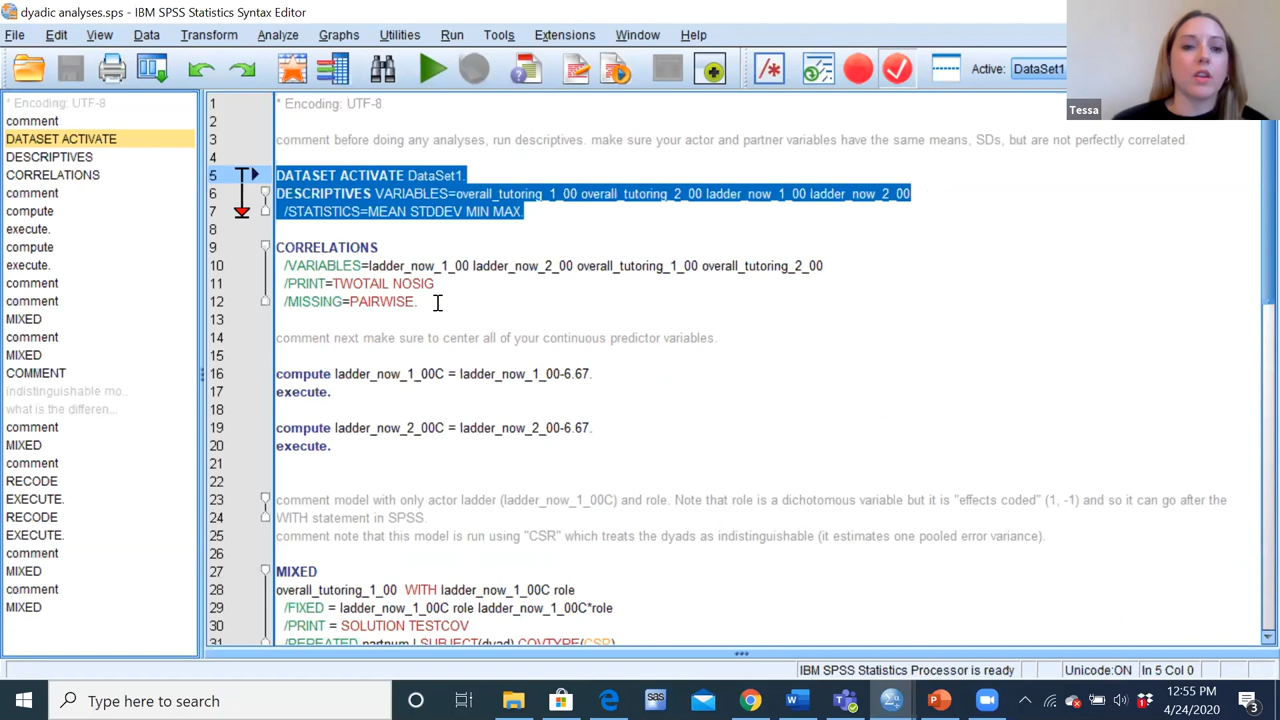 dyadic analyses.sps - IBM SPSS Statistics Syntax Editor
File Edit View Data Transform Analyze Graphs Utilities Run Tools Extensions Window Help
Active: DataSet1
Tessa
* Encoding: UTF-8
comment
DATASET ACTIVATE
DESCRIPTIVES
CORRELATIONS
comment
compute
execute.
compute
execute.
comment
comment
MIXED
comment
MIXED
COMMENT
indistinguishable mo..
what is the differen...
comment
MIXED
comment
RECODE
EXECUTE.
RECODE
EXECUTE.
comment
MIXED
comment
MIXED
1 * Encoding: UTF-8
2
3 comment before doing any analyses, run descriptives. make sure your actor and partner variables have the same means, SDs, but are not perfectly correlated.
4
5 DATASET ACTIVATE DataSet1.
6 DESCRIPTIVES VARIABLES=overall_tutoring_1_00 overall_tutoring_2_00 ladder_now_1_00 ladder_now_2_00
7 /STATISTICS=MEAN STDDEV MIN MAX.
8
9 CORRELATIONS
10 /VARIABLES=ladder_now_1_00 ladder_now_2_00 overall_tutoring_1_00 overall_tutoring_2_00
11 /PRINT=TWOTAIL NOSIG
12 /MISSING=PAIRWISE.
13
14 comment next make sure to center all of your continuous predictor variables.
15
16 compute ladder_now_1_00C = ladder_now_1_00-6.67.
17 execute.
18
19 compute ladder_now_2_00C = ladder_now_2_00-6.67.
20 execute.
21
22
23 comment model with only actor ladder (ladder_now_1_00C) and role. Note that role is a dichotomous variable but it is "effects coded" (1, -1) and so it can go after the
24 WITH statement in SPSS.
25 comment note that this model is run using "CSR" which treats the dyads as indistinguishable (it estimates one pooled error variance).
26
27 MIXED
28 overall_tutoring_1_00 WITH ladder_now_1_00C role
29 /FIXED = ladder_now_1_00C role ladder_now_1_00C*role
30 /PRINT = SOLUTION TESTCOV
31 /REPEATED partnum | SUBJECT(dyad) COVTYPE(CSR)
IBM SPSS Statistics Processor is ready Unicode:ON In 5 Col 0
Type here to search
sas
12:55 PM
4/24/2020
3